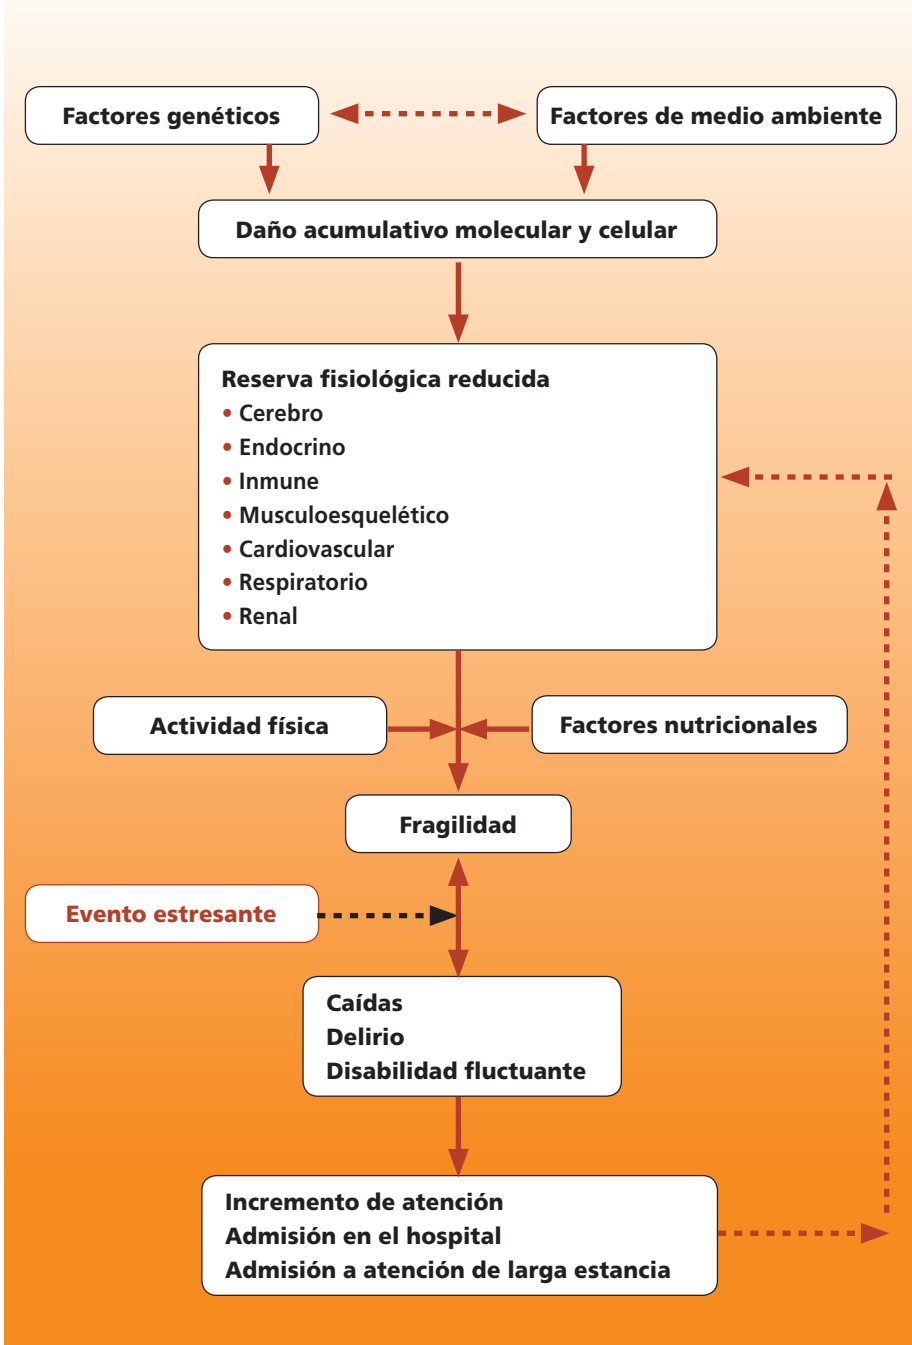 Factores genéticos
Factores de medio ambiente
Daño acumulativo molecular y celular
Reserva fisiológica reducida
• Cerebro
• Endocrino
• Inmune
• Musculoesquelético
• Cardiovascular
• Respiratorio
• Renal
Actividad física
Factores nutricionales
Fragilidad
Evento estresante
Caídas
Delirio
Disabilidad fluctuante
Incremento de atención
Admisión en el hospital
Admisión a atención de larga estancia